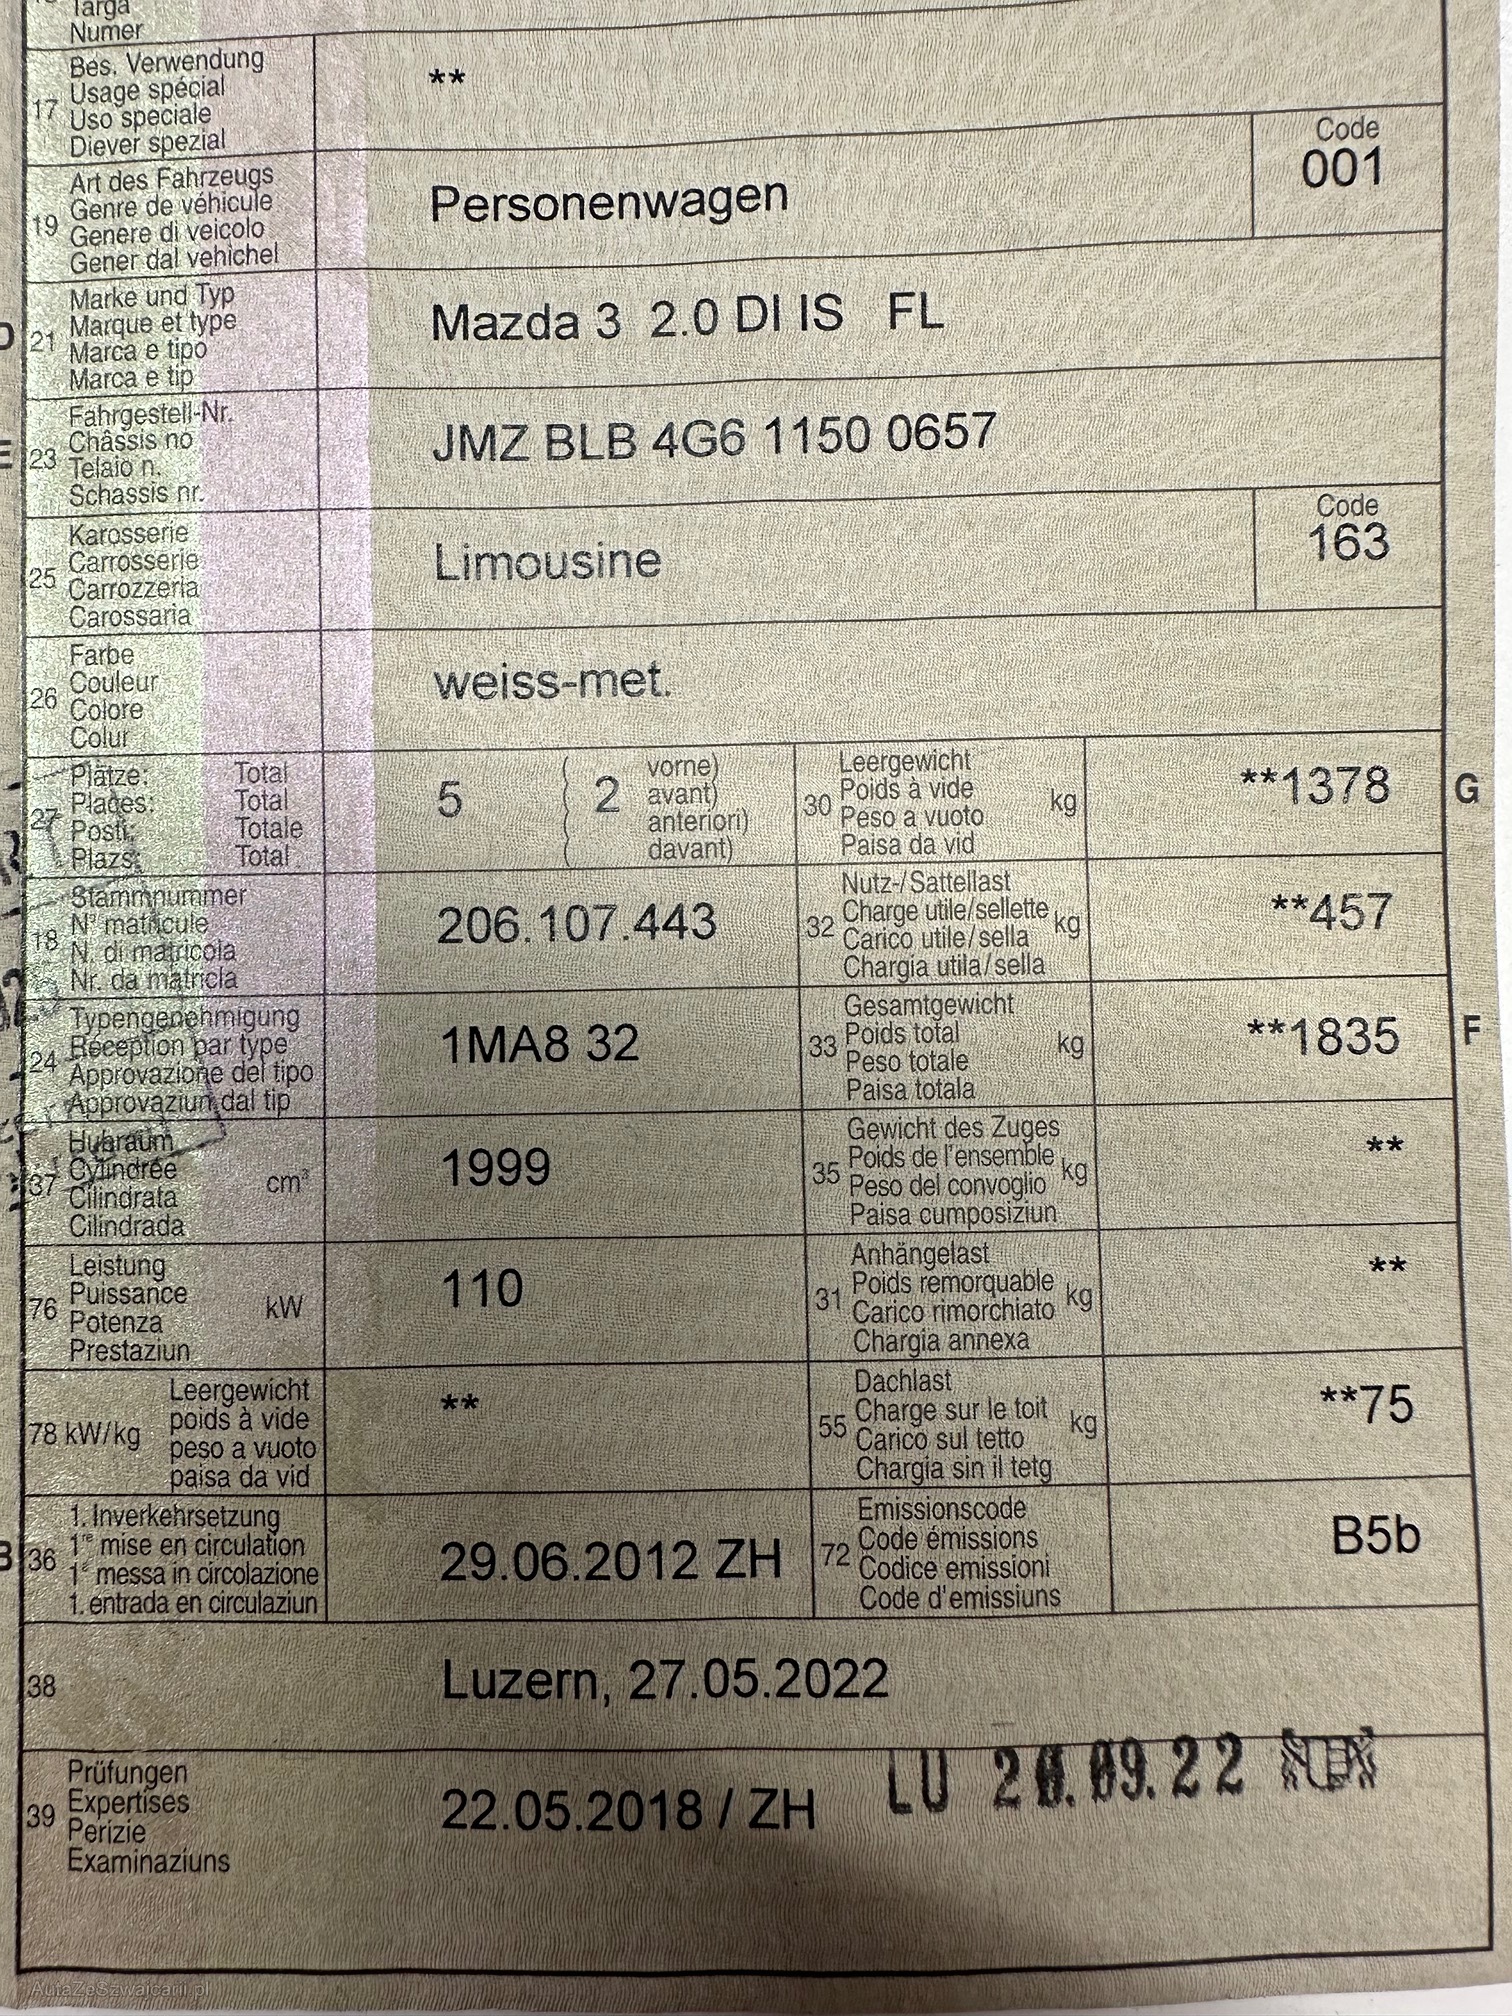 Targa
Numer
17 Bes. Verwendung
Usage spécial
Uso speciale
Diever spezial
**
19 Art des Fahrzeugs
Genre de véhicule
Genere di veicolo
Gener dal vehichel
Personenwagen
Code
001
D 21 Marke und Typ
Marque et type
Marca e tipo
Marca e tip
Mazda 3 2.0 DI IS FL
E 23 Fahrgestell-Nr.
Châssis no
Telaio n.
Schassis nr.
JMZ BLB 4G6 1150 0657
25 Karosserie
Carrosserie
Carrozzeria
Carossaria
Limousine
Code
163
26 Farbe
Couleur
Colore
Colur
weiss-met.
27 Plätze: Total
Places: Total
Posti: Totale
Plazs: Total
5 ( 2 vorne)
( avant)
( anteriori)
( davant)
30 Leergewicht
Poids à vide kg
Peso a vuoto
Paisa da vid
**1378 G
18 Stammnummer
N° matricule
N. di matricola
Nr. da matricla
206.107.443
32 Nutz-/Sattellast
Charge utile/sellette kg
Carico utile/sella
Chargia utila/sella
**457
24 Typengenehmigung
Réception par type
Approvazione del tipo
Approvaziun dal tip
1MA8 32
33 Gesamtgewicht
Poids total kg
Peso totale
Paisa totala
**1835 F
37 Hubraum
Cylindrée cm³
Cilindrata
Cilindrada
1999
35 Gewicht des Zuges
Poids de l'ensemble kg
Peso del convoglio
Paisa cumposiziun
**
76 Leistung
Puissance kW
Potenza
Prestaziun
110
31 Anhängelast
Poids remorquable kg
Carico rimorchiato
Chargia annexa
**
78 kW/kg Leergewicht
poids à vide
peso a vuoto
paisa da vid
**
55 Dachlast
Charge sur le toit kg
Carico sul tetto
Chargia sin il tetg
**75
B 36 1. Inverkehrsetzung
1re mise en circulation
1e messa in circolazione
1. entrada en circulaziun
29.06.2012 ZH
72 Emissionscode
Code émissions
Codice emissioni
Code d'emissiuns
B5b
38 Luzern, 27.05.2022
39 Prüfungen
Expertises
Perizie
Examinaziuns
22.05.2018 / ZH
LU
AutaZeSzwajcarii.pl